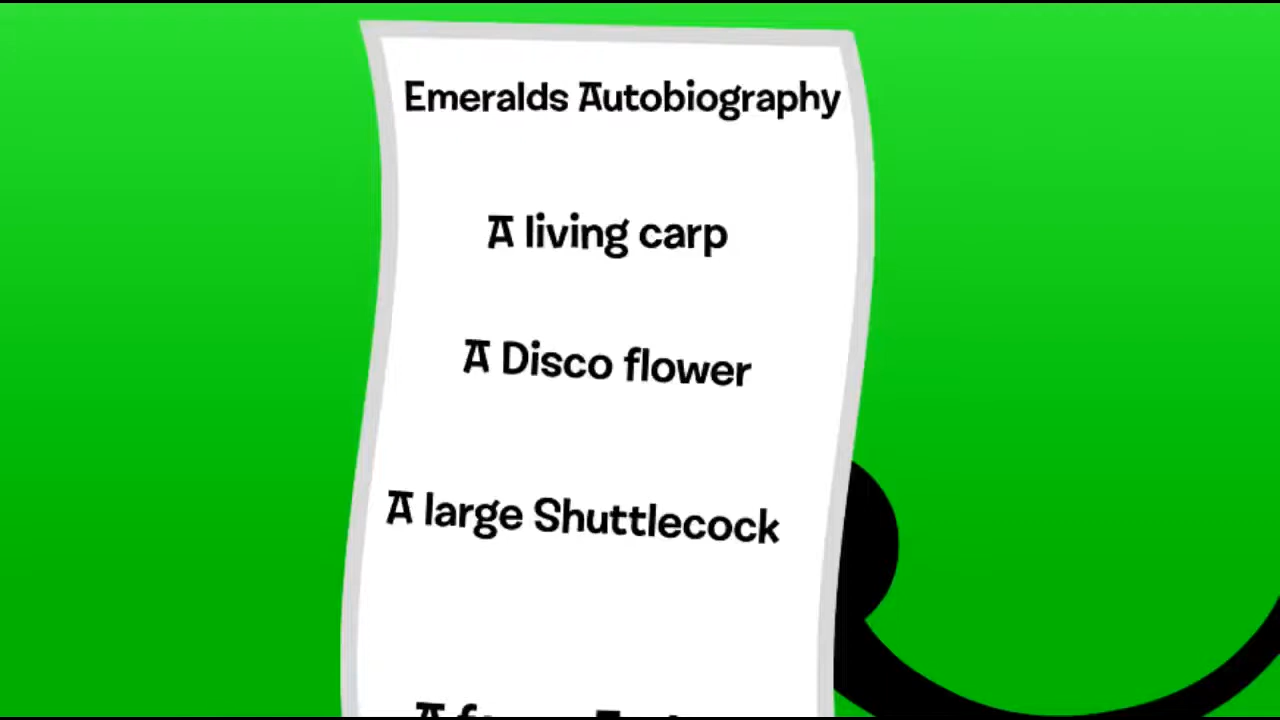 Emeralds Autobiography
A living carp
A Disco flower
A large Shuttlecock
A